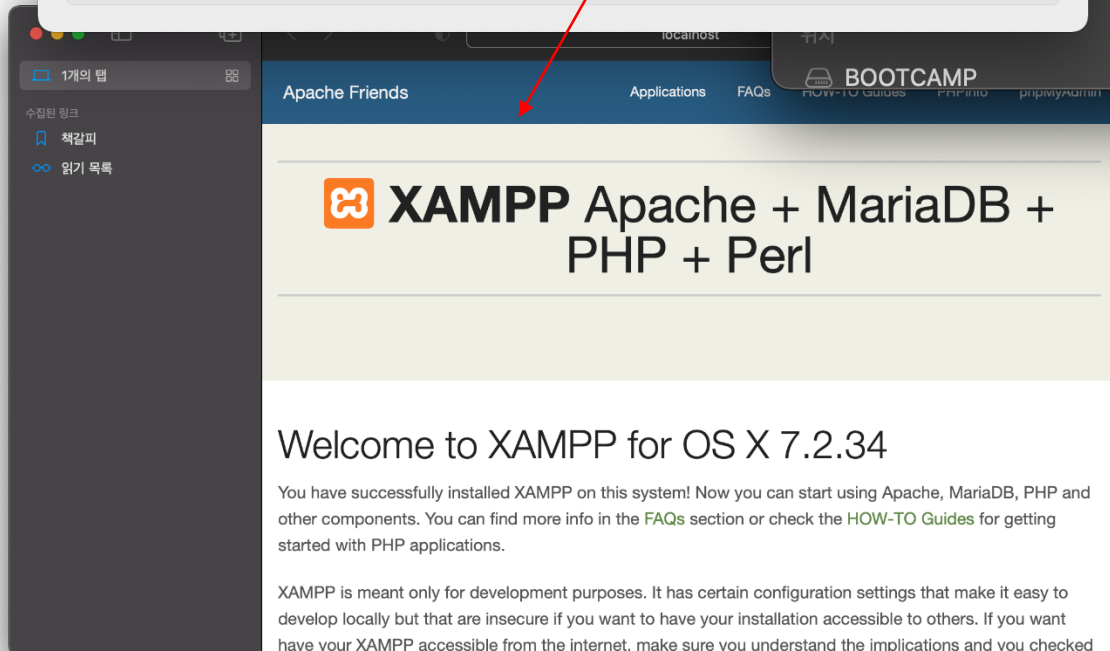 localhost
위치
BOOTCAMP
1개의 탭
수집된 링크
책갈피
읽기 목록
Apache Friends
Applications
FAQs
HOW-TO Guides
PHPInfo
phpMyAdmin
XAMPP Apache + MariaDB +
PHP + Perl
Welcome to XAMPP for OS X 7.2.34
You have successfully installed XAMPP on this system! Now you can start using Apache, MariaDB, PHP and
other components. You can find more info in the FAQs section or check the HOW-TO Guides for getting
started with PHP applications.
XAMPP is meant only for development purposes. It has certain configuration settings that make it easy to
develop locally but that are insecure if you want to have your installation accessible to others. If you want
have your XAMPP accessible from the internet, make sure you understand the implications and you checked